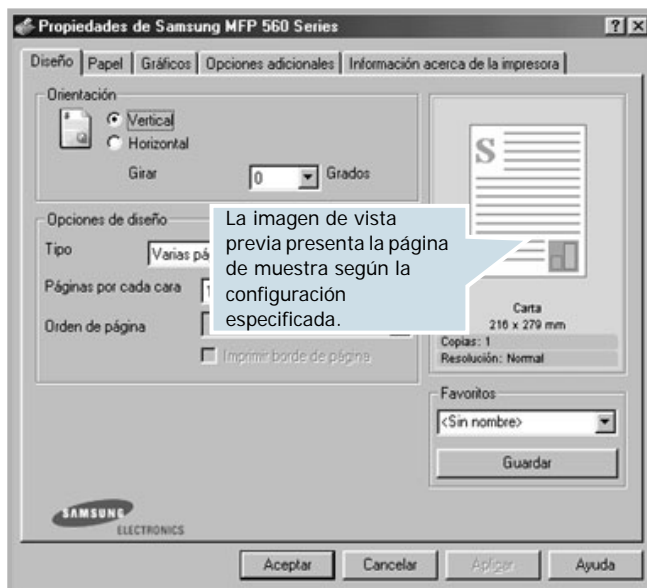 Propiedades de Samsung MFP 560 Series
Diseño Papel Gráficos Opciones adicionales Información acerca de la impresora
Orientación
Vertical
Horizontal
Girar 0 Grados
Opciones de diseño
Tipo Varias
Páginas por cada cara
Orden de página
Imprimir borde de página
La imagen de vista
previa presenta la página
de muestra según la
configuración
especificada.
S
Carta
216 x 279 mm
Copias: 1
Resolución: Normal
Favoritos
<Sin nombre>
Guardar
SAMSUNG
ELECTRONICS
Aceptar Cancelar Aplicar Ayuda